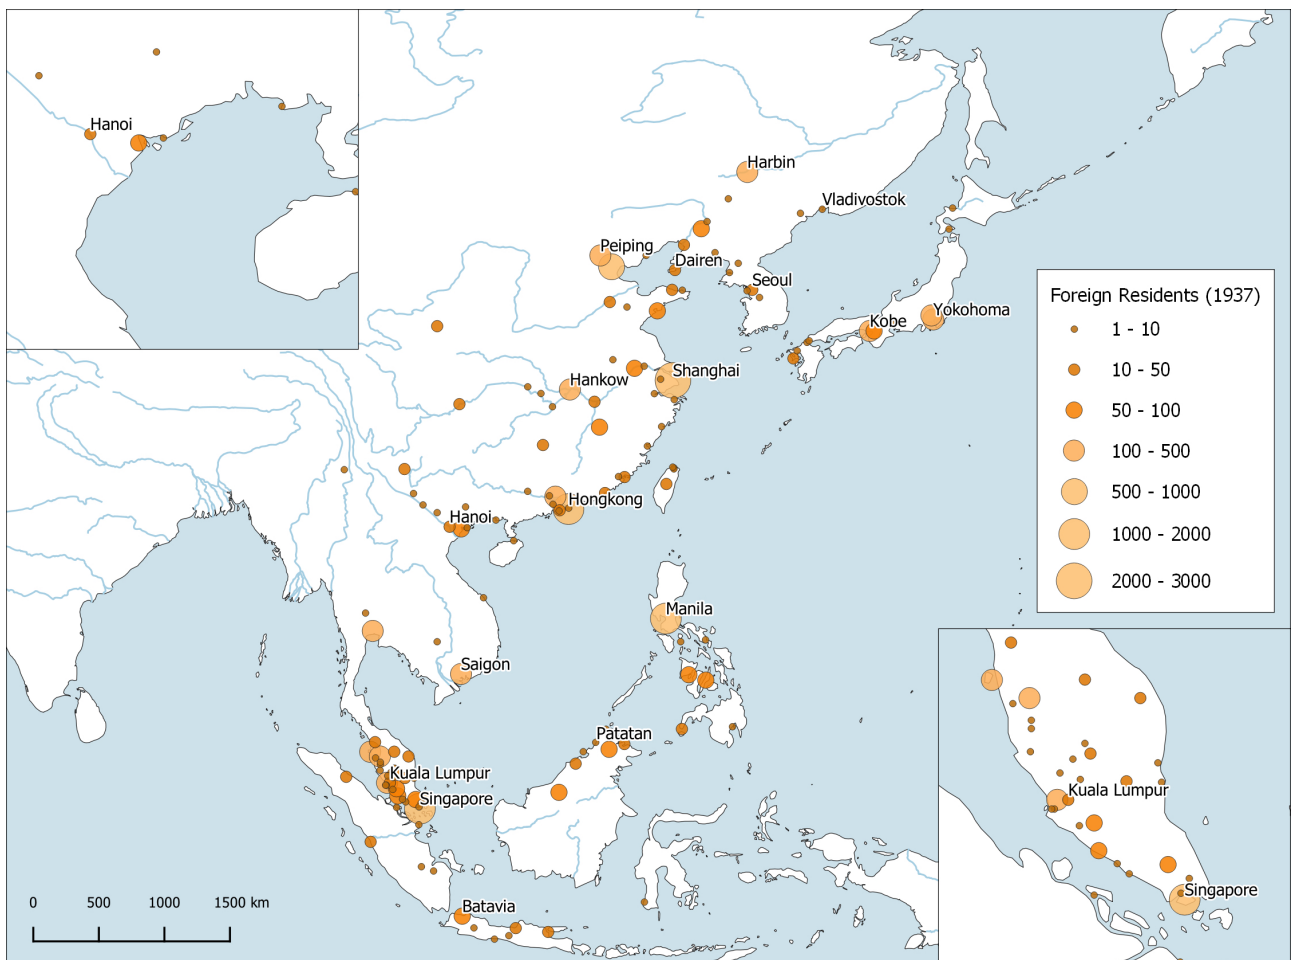 Hanoi
Harbin
Vladivostok
Peiping
Dairen
Seoul
Kobe
Yokohoma
Shanghai
Hankow
Hongkong
Hanoi
Manila
Saigon
Patatan
Kuala Lumpur
Singapore
Batavia
0 500 1000 1500 km
Foreign Residents (1937)
1 - 10
10 - 50
50 - 100
100 - 500
500 - 1000
1000 - 2000
2000 - 3000
Kuala Lumpur
Singapore